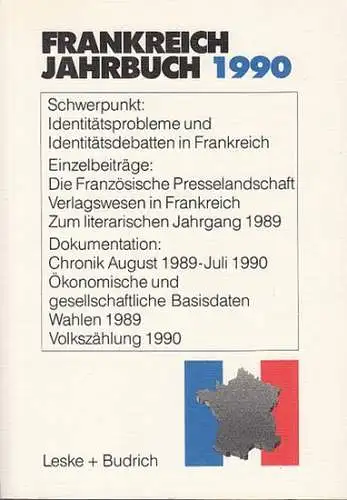 FRANKREICH
JAHRBUCH 1990
Schwerpunkt:
Identitätsprobleme und
Identitätsdebatten in Frankreich
Einzelbeiträge:
Die Französische Presselandschaft
Verlagswesen in Frankreich
Zum literarischen Jahrgang 1989
Dokumentation:
Chronik August 1989-Juli 1990
Ökonomische und
gesellschaftliche Basisdaten
Wahlen 1989
Volkszählung 1990
Leske + Budrich